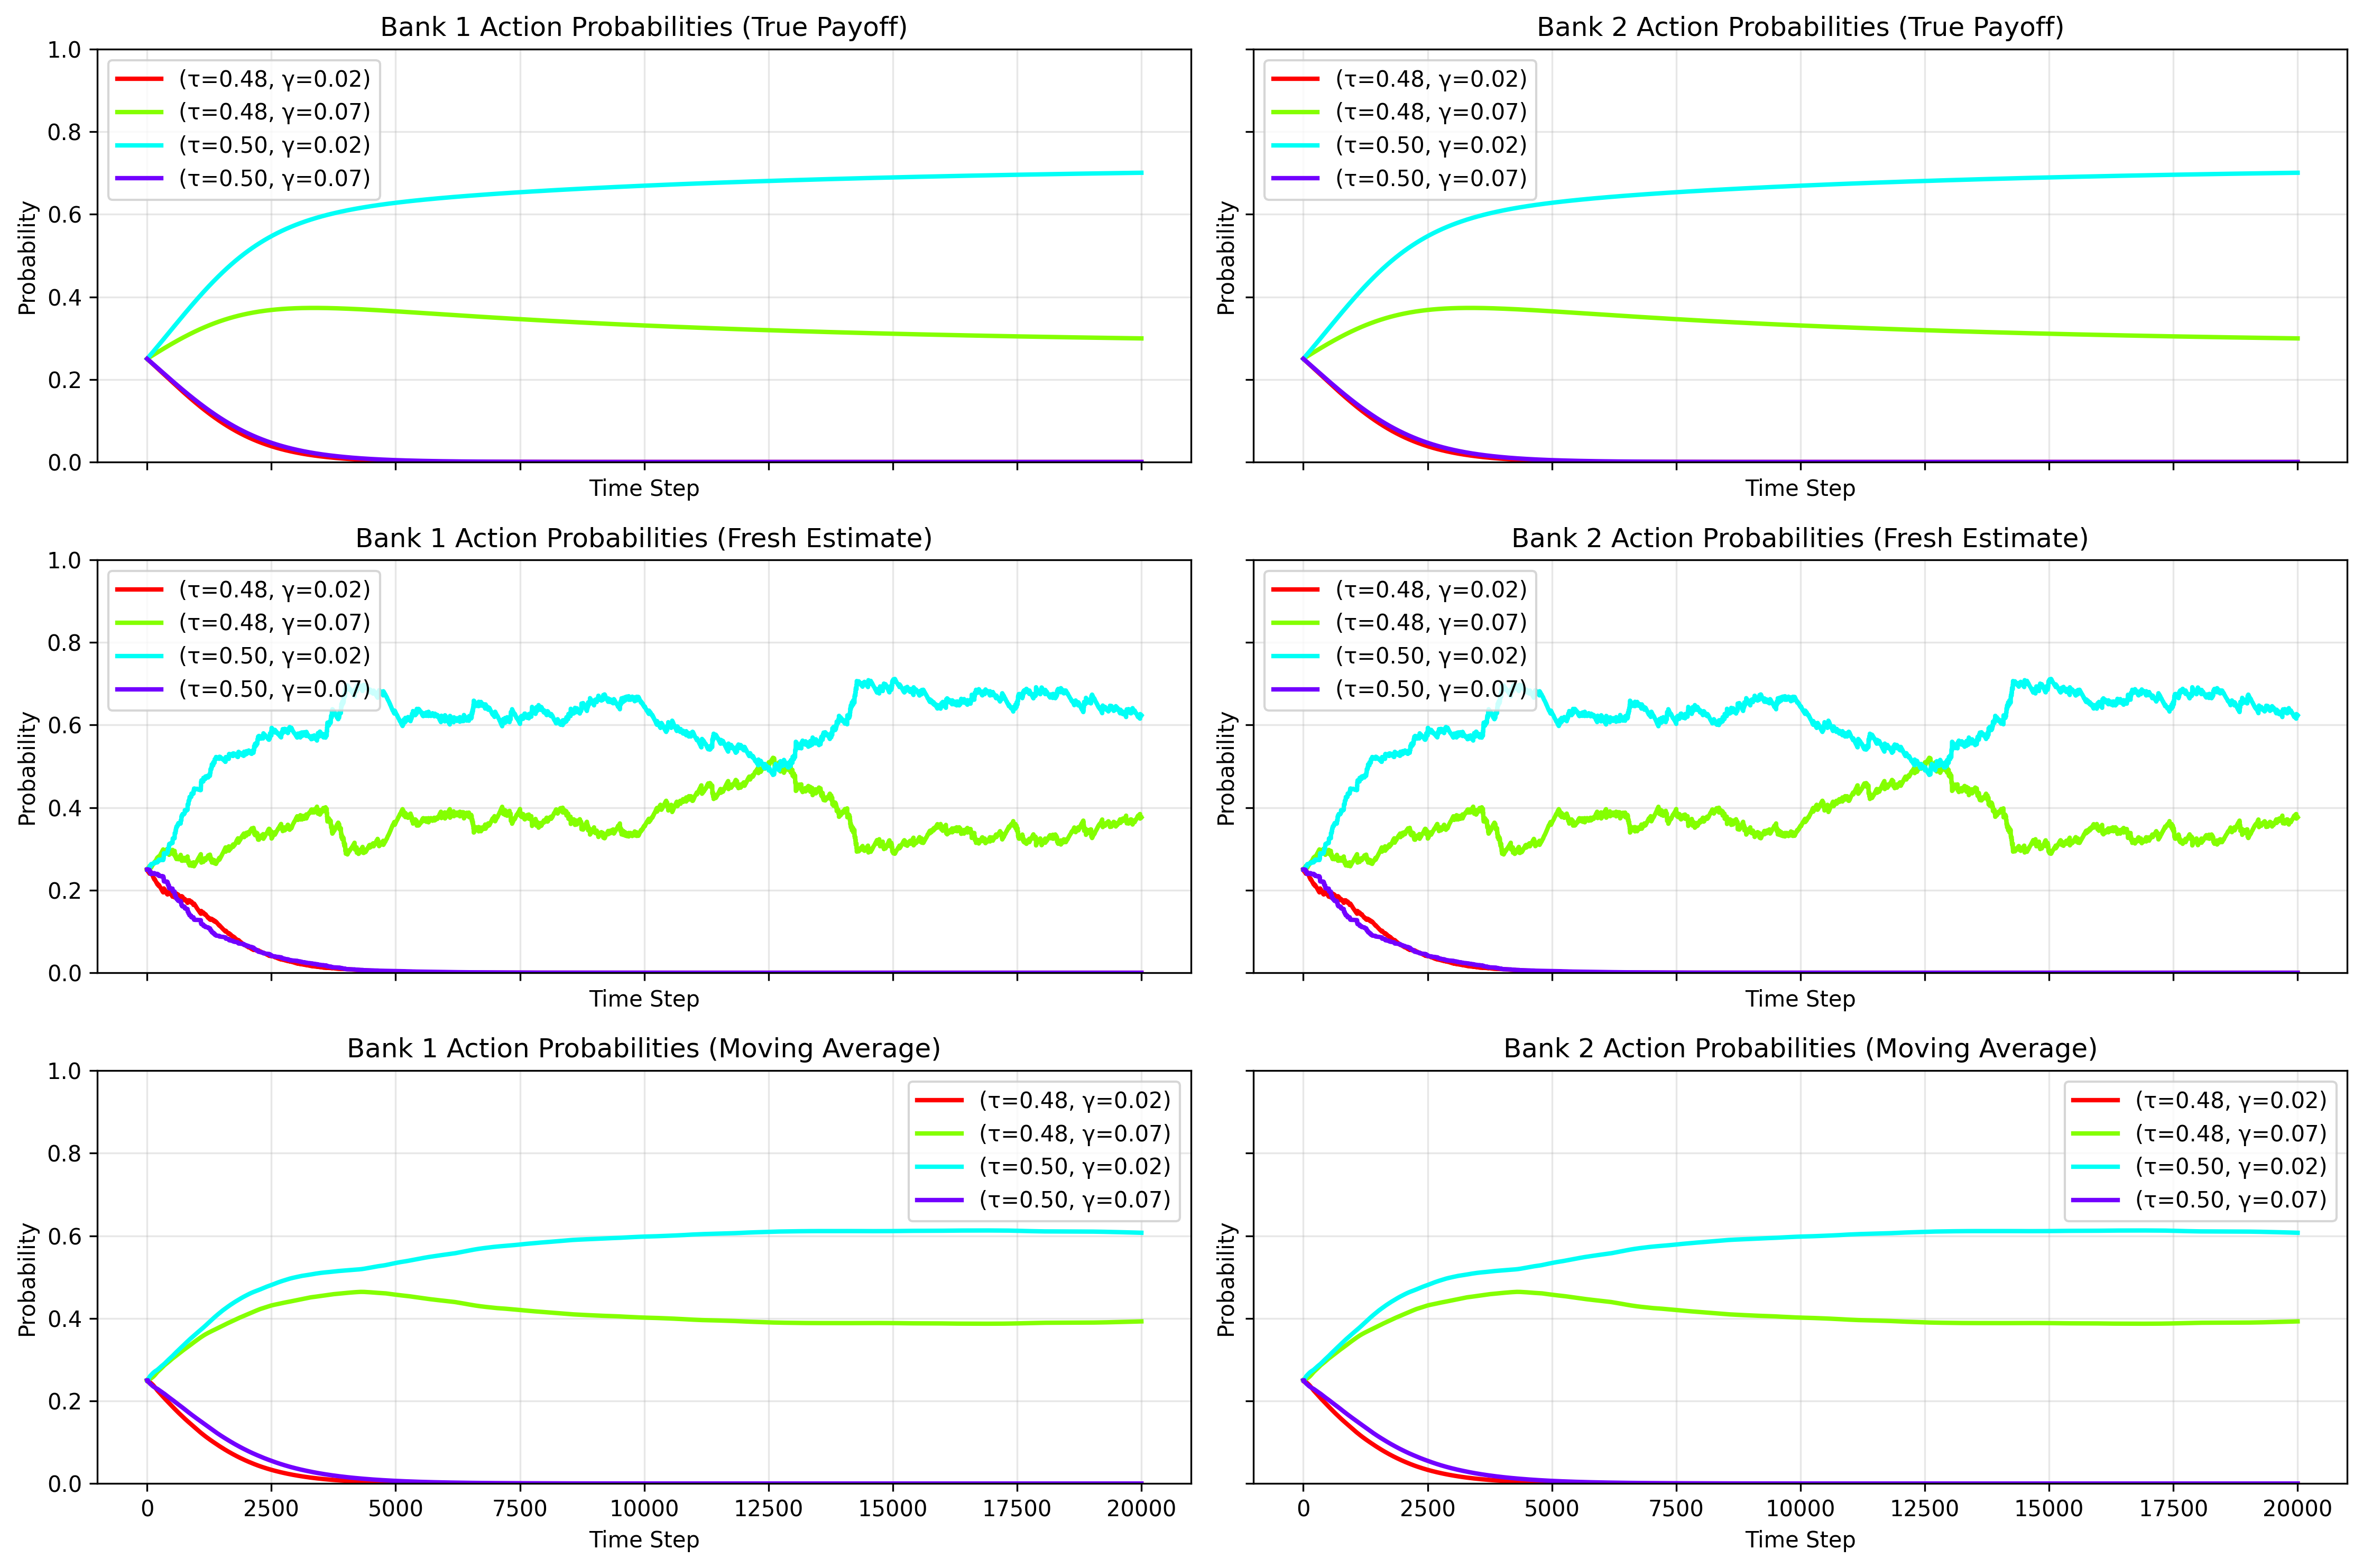 Bank 1 Action Probabilities (True Payoff)
Probability
1.0
0.8
0.6
0.4
0.2
0.0
(τ=0.48, γ=0.02)
(τ=0.48, γ=0.07)
(τ=0.50, γ=0.02)
(τ=0.50, γ=0.07)
Time Step
Bank 2 Action Probabilities (True Payoff)
Probability
(τ=0.48, γ=0.02)
(τ=0.48, γ=0.07)
(τ=0.50, γ=0.02)
(τ=0.50, γ=0.07)
Time Step
Bank 1 Action Probabilities (Fresh Estimate)
Probability
1.0
0.8
0.6
0.4
0.2
0.0
(τ=0.48, γ=0.02)
(τ=0.48, γ=0.07)
(τ=0.50, γ=0.02)
(τ=0.50, γ=0.07)
Time Step
Bank 2 Action Probabilities (Fresh Estimate)
Probability
(τ=0.48, γ=0.02)
(τ=0.48, γ=0.07)
(τ=0.50, γ=0.02)
(τ=0.50, γ=0.07)
Time Step
Bank 1 Action Probabilities (Moving Average)
Probability
1.0
0.8
0.6
0.4
0.2
0.0
(τ=0.48, γ=0.02)
(τ=0.48, γ=0.07)
(τ=0.50, γ=0.02)
(τ=0.50, γ=0.07)
0 2500 5000 7500 10000 12500 15000 17500 20000
Time Step
Bank 2 Action Probabilities (Moving Average)
Probability
(τ=0.48, γ=0.02)
(τ=0.48, γ=0.07)
(τ=0.50, γ=0.02)
(τ=0.50, γ=0.07)
0 2500 5000 7500 10000 12500 15000 17500 20000
Time Step